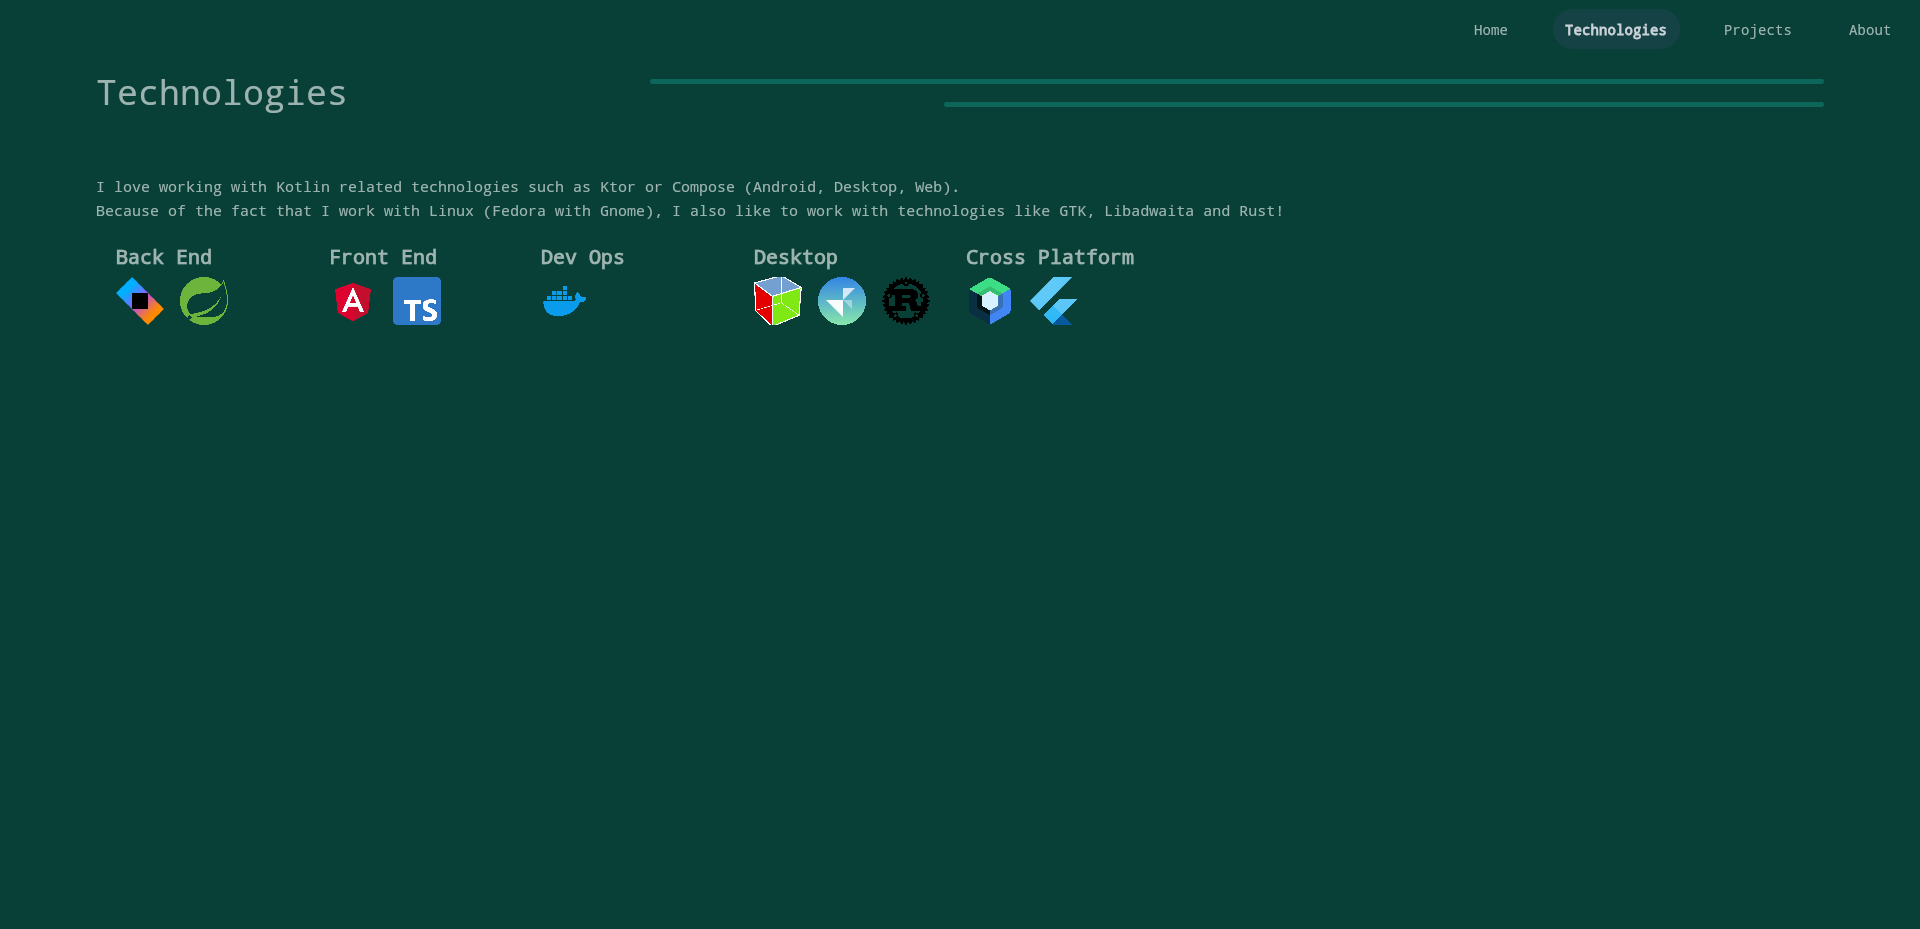 Home Technologies Projects About
Technologies
I love working with Kotlin related technologies such as Ktor or Compose (Android, Desktop, Web).
Because of the fact that I work with Linux (Fedora with Gnome), I also like to work with technologies like GTK, Libadwaita and Rust!
Back End Front End Dev Ops Desktop Cross Platform
A TS R